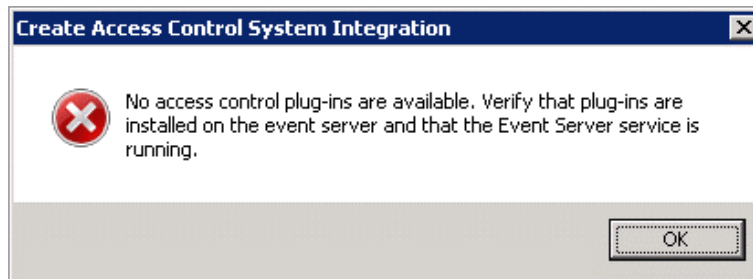 Create Access Control System Integration
No access control plug-ins are available. Verify that plug-ins are
installed on the event server and that the Event Server service is
running.
OK